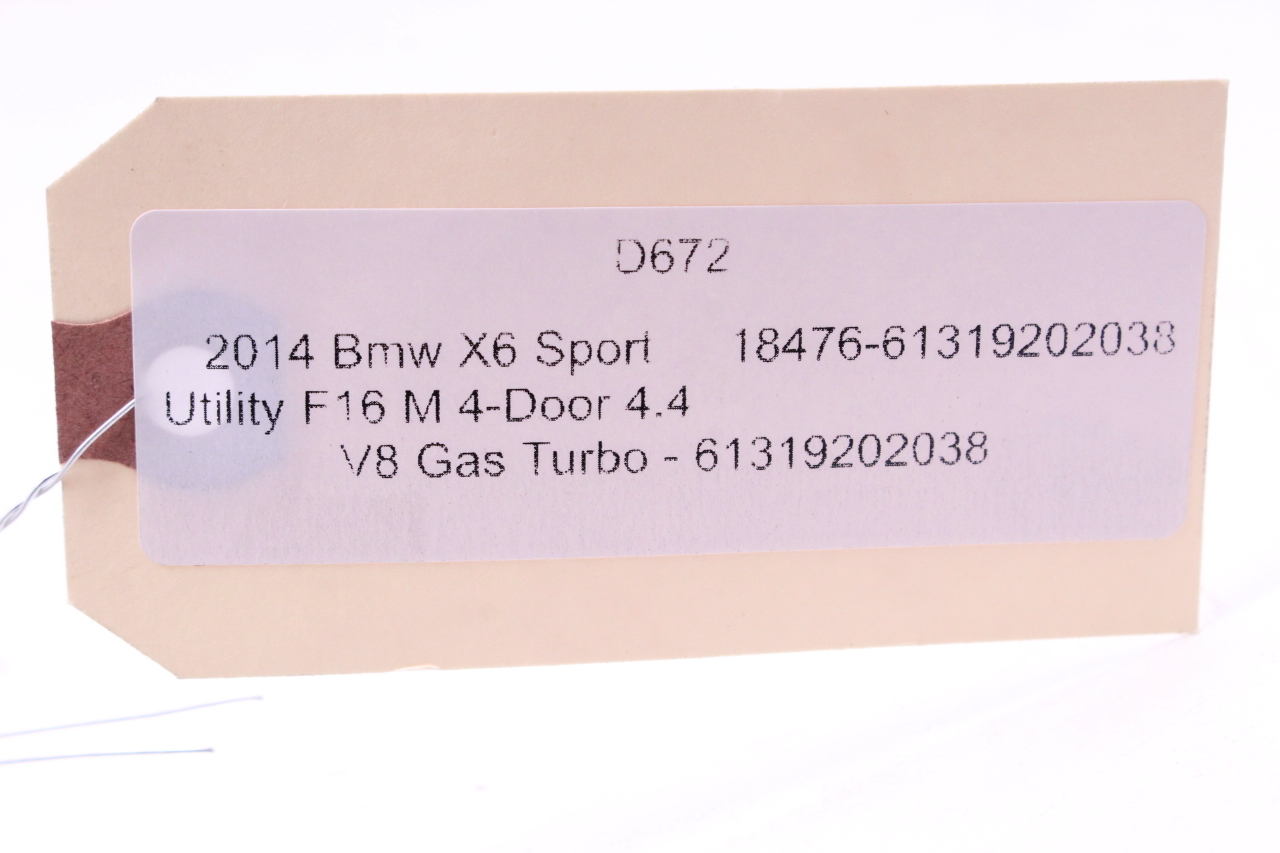 D672
2014 Bmw X6 Sport 18476-61319202038
Utility F16 M 4-Door 4.4
V8 Gas Turbo - 61319202038